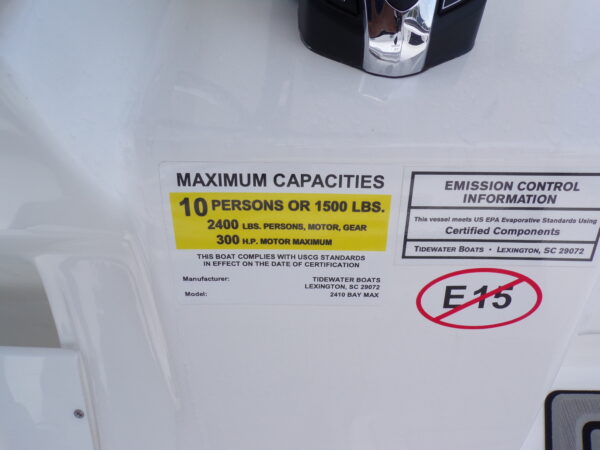 MAXIMUM CAPACITIES
10 PERSONS OR 1500 LBS.
2400 LBS. PERSONS, MOTOR, GEAR
300 H.P. MOTOR MAXIMUM
THIS BOAT COMPLIES WITH USCG STANDARDS
IN EFFECT ON THE DATE OF CERTIFICATION
Manufacturer: TIDEWATER BOATS
LEXINGTON, SC 29072
Model: 2410 BAY MAX
EMISSION CONTROL
INFORMATION
This vessel meets US EPA Evaporative Standards Using
Certified Components
TIDEWATER BOATS • LEXINGTON, SC 29072
E 15